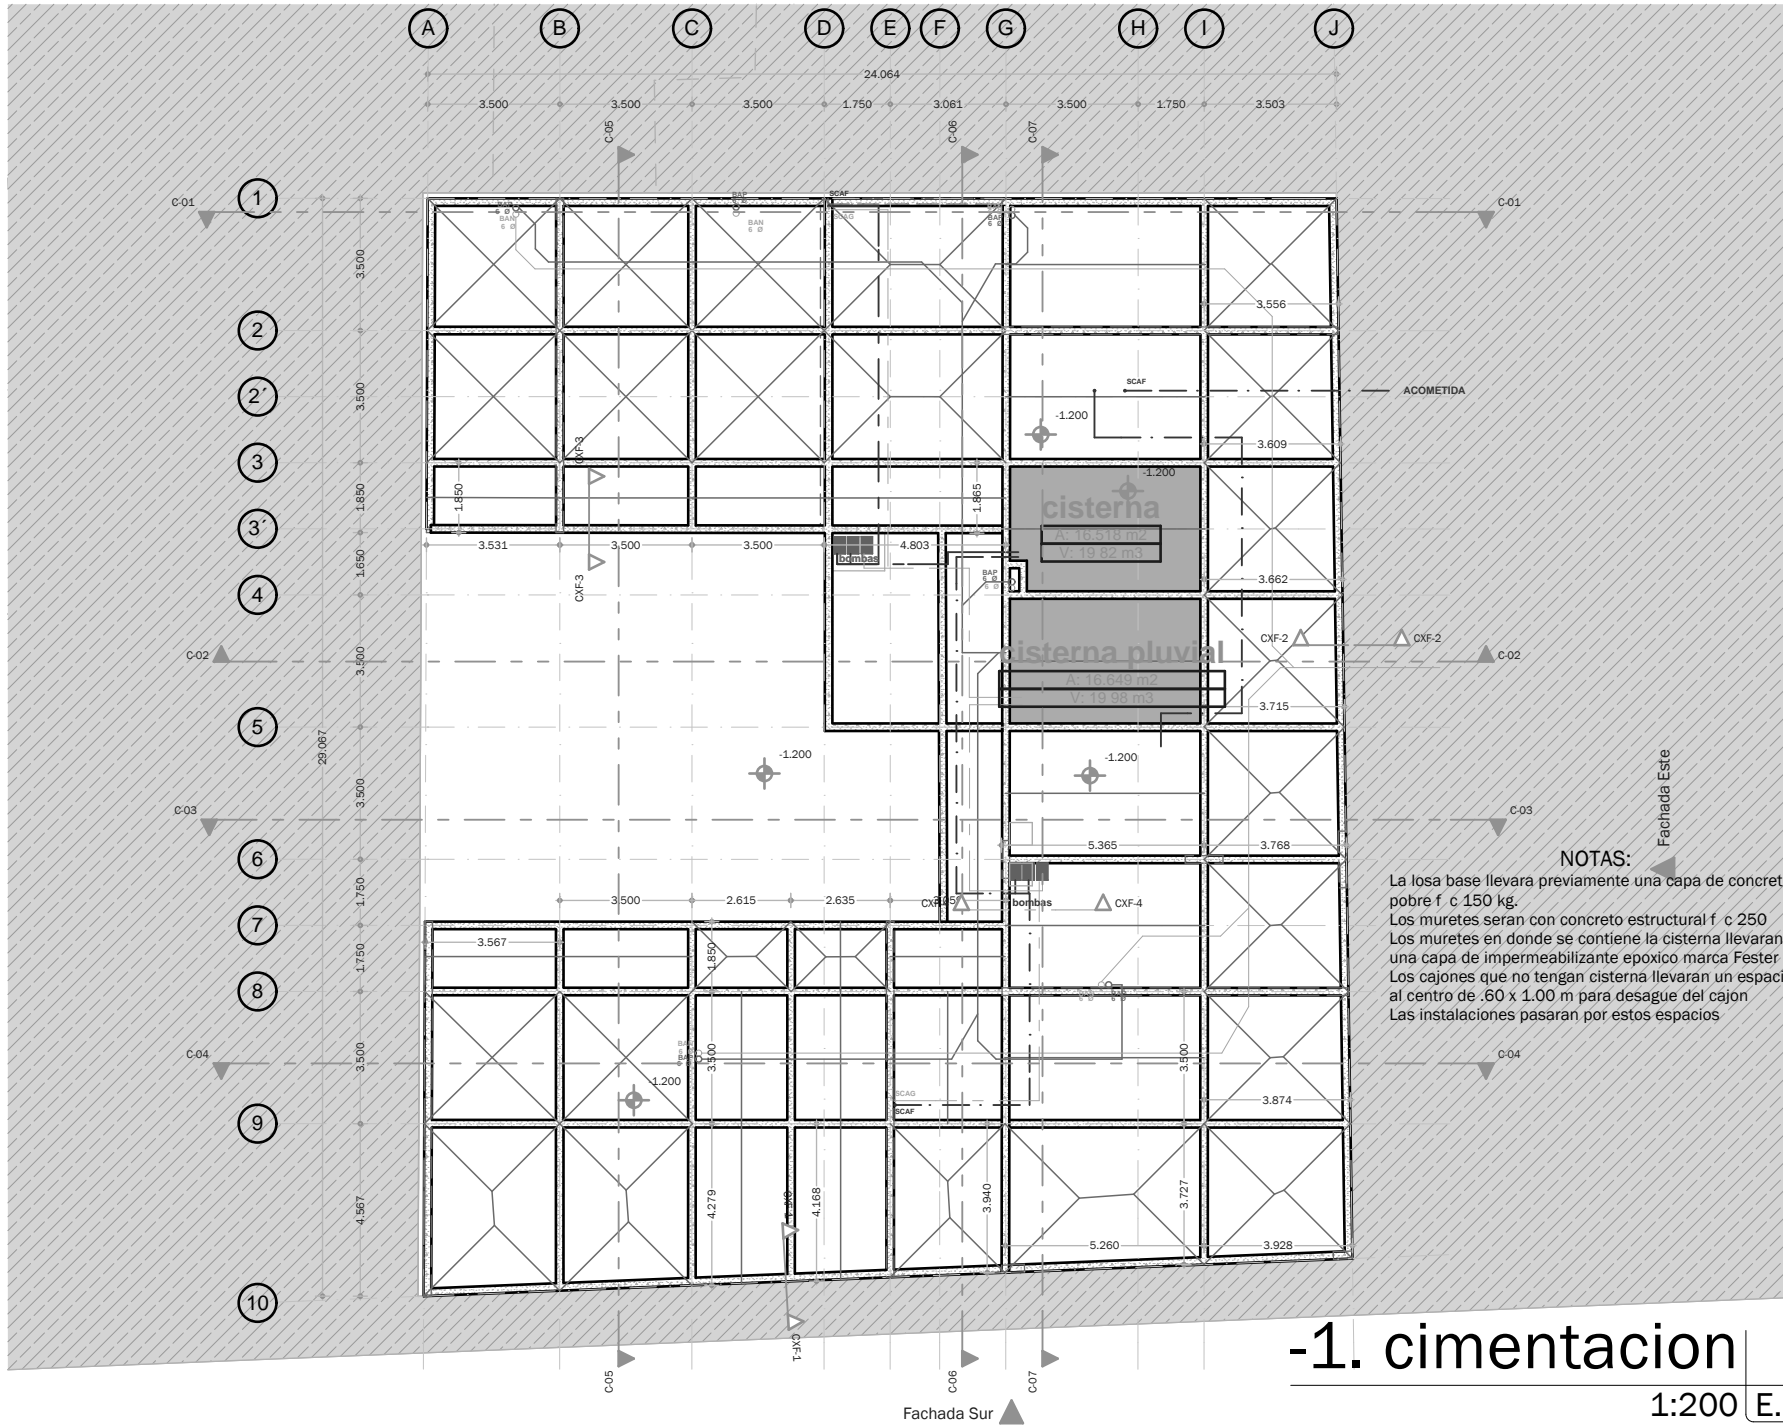 A B C D E F G H I J
24.064
3.500 3.500 3.500 1.750 3.061 3.500 1.750 3.503
C-05 C-06 C-07
1
C-01 C-01
BAP
6 Ø
BAN
6 Ø
BAP
BAN
6 Ø
SCAF
SCAG
BAP
6 Ø
3.500
3.556
2
2´
3.500
SCAF
ACOMETIDA
-1.200
3.609
3
CXF-3
1.850
1.850
1.865
-1.200
cisterna
A: 16.518 m2
V: 19 82 m3
3´
3.531 3.500 3.500 4.803
bombas
1.650
CXF-3
BAP
6 Ø
6 Ø
3.662
4
C-02 C-02
3.500
CXF-2 CXF-2
cisterna pluvial
A: 16.649 m2
V: 19 98 m3
3.715
5
29.067
-1.200
-1.200
3.500
Fachada Este
C-03 C-03
5.365 3.768
6
1.750
3.500 2.615 2.635
bombas
CXF-4
7
NOTAS:
La losa base llevara previamente una capa de concret
pobre f c 150 kg.
Los muretes seran con concreto estructural f c 250
Los muretes en donde se contiene la cisterna llevaran
una capa de impermeabilizante epoxico marca Fester
Los cajones que no tengan cisterna llevaran un espaci
al centro de .60 x 1.00 m para desague del cajon
Las instalaciones pasaran por estos espacios
3.567
1.750
1.850
8
C-04 C-04
3.500
3.500
3.500
BAP
-1.200
SCAG
SCAF
3.874
9
4.567
4.279
4.168
3.940
3.727
5.260 3.928
10
CXF-1
C-05 C-06 C-07
Fachada Sur
-1. cimentacion
1:200 E.